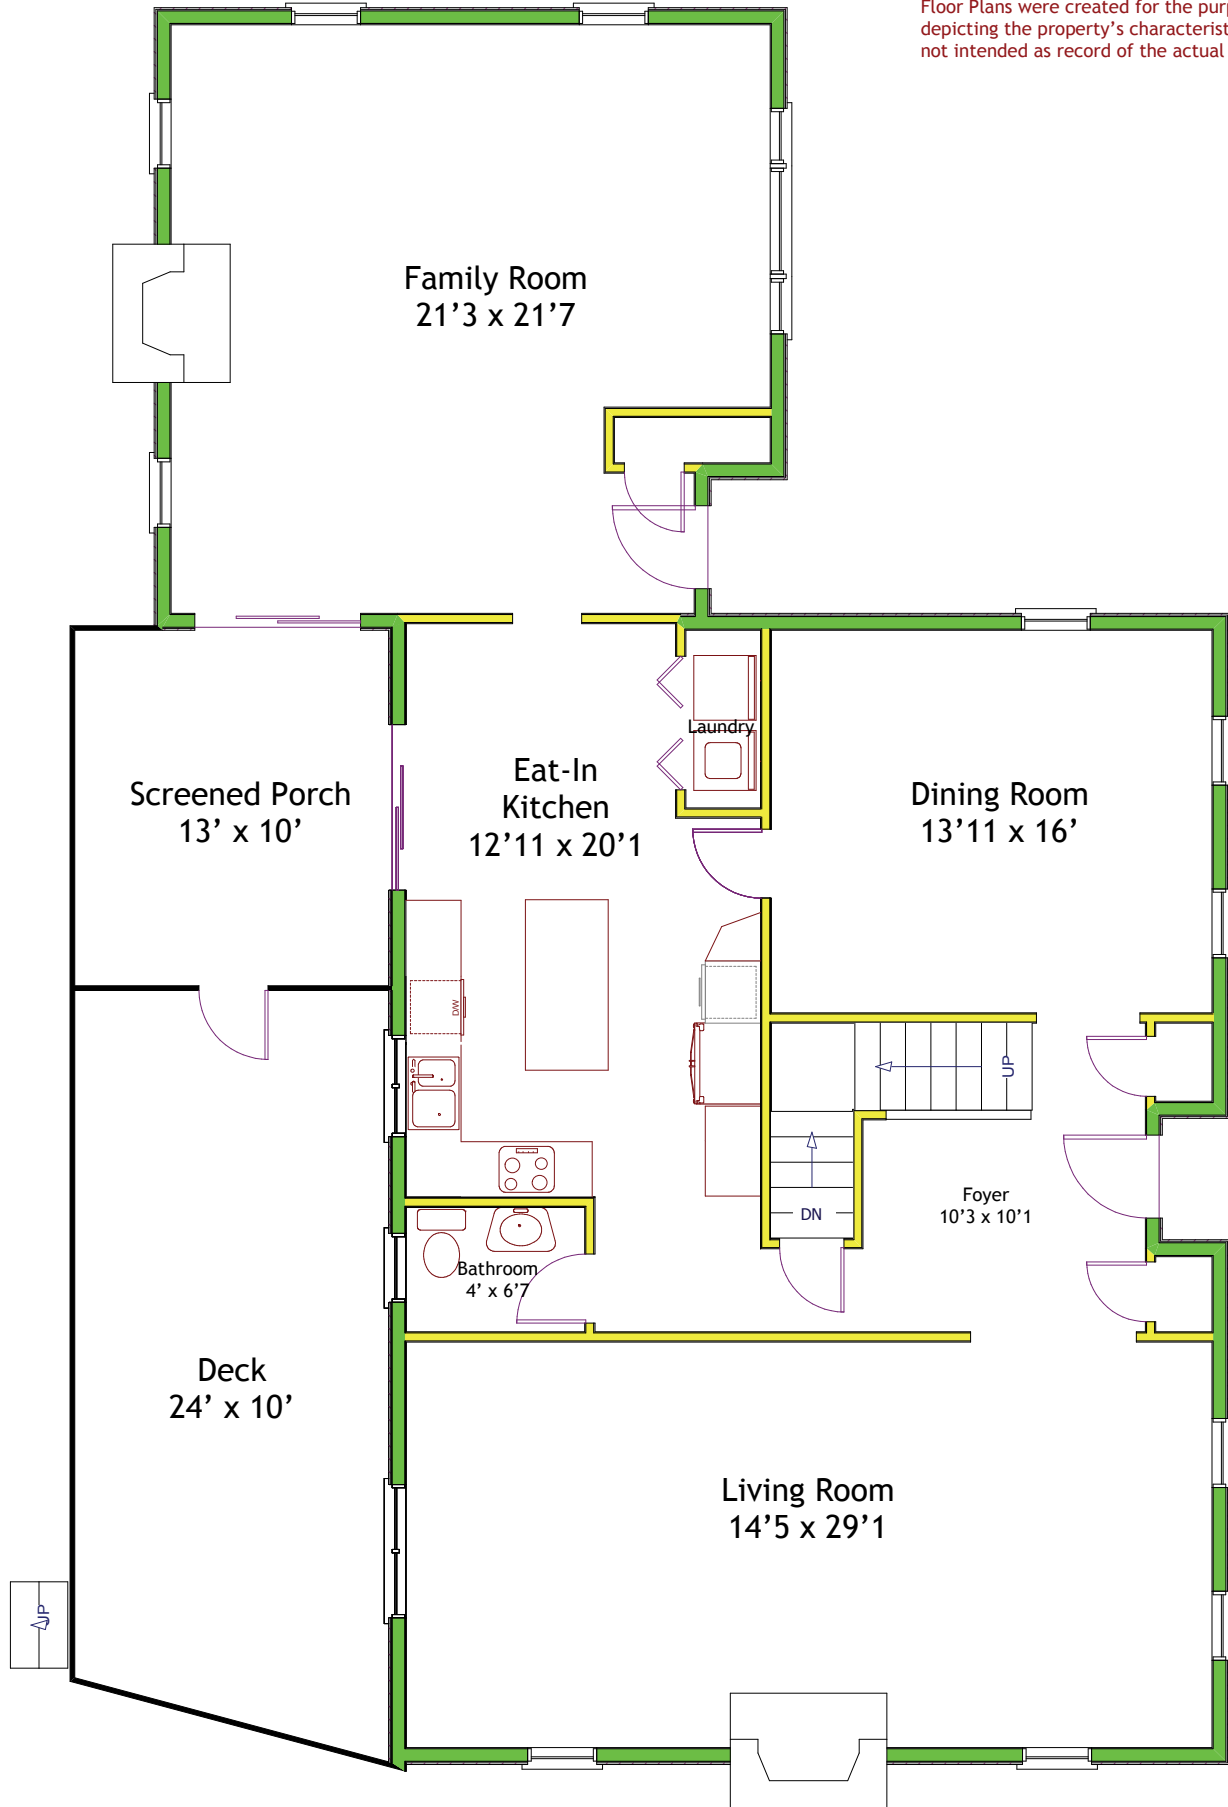 Floor Plans were created for the
depicting the property’s
not intended as record of the actual
Family Room
21’3 x 21’7
Laundry
Eat-In
Kitchen
12’11 x 20’1
Screened Porch
13’ x 10’
Dining Room
13’11 x 16’
D/W
UP
DN
Foyer
10’3 x 10’1
Bathroom
4’ x 6’7
Deck
24’ x 10’
Living Room
14’5 x 29’1
UP